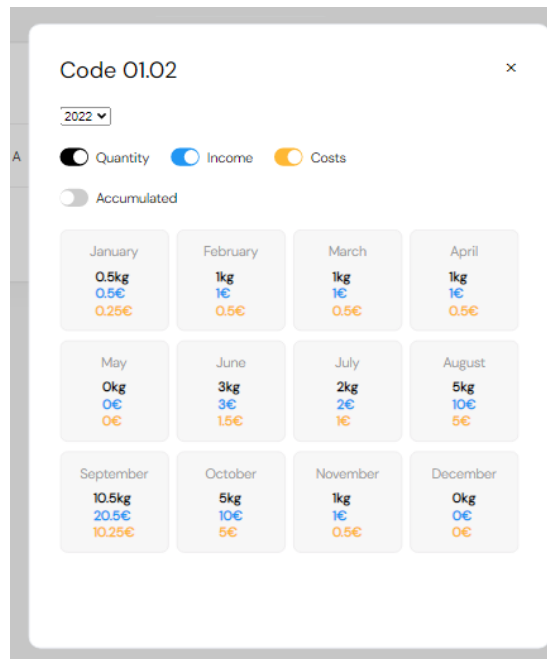 Code 01.02 ×
2022
A
Quantity Income Costs
Accumulated
January February March April
0.5kg 1kg 1kg 1kg
0.5€ 1€ 1€ 1€
0.25€ 0.5€ 0.5€ 0.5€
May June July August
0kg 3kg 2kg 5kg
0€ 3€ 2€ 10€
0€ 1.5€ 1€ 5€
September October November December
10.5kg 5kg 1kg 0kg
20.5€ 10€ 1€ 0€
10.25€ 5€ 0.5€ 0€